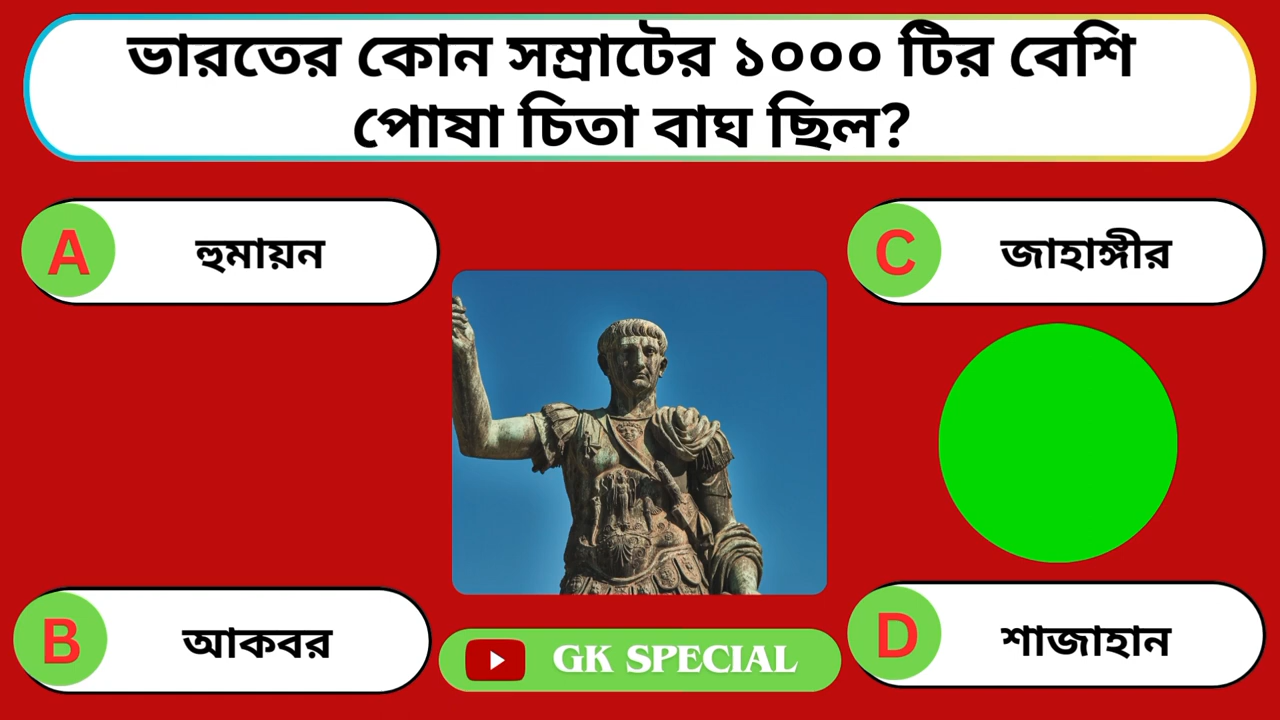 ভারতের কোন সম্রাটের ১০০০ টির বেশি
পোষা চিতা বাঘ ছিল?
A হুমায়ন
B আকবর
C জাহাঙ্গীর
D শাজাহান
GK SPECIAL